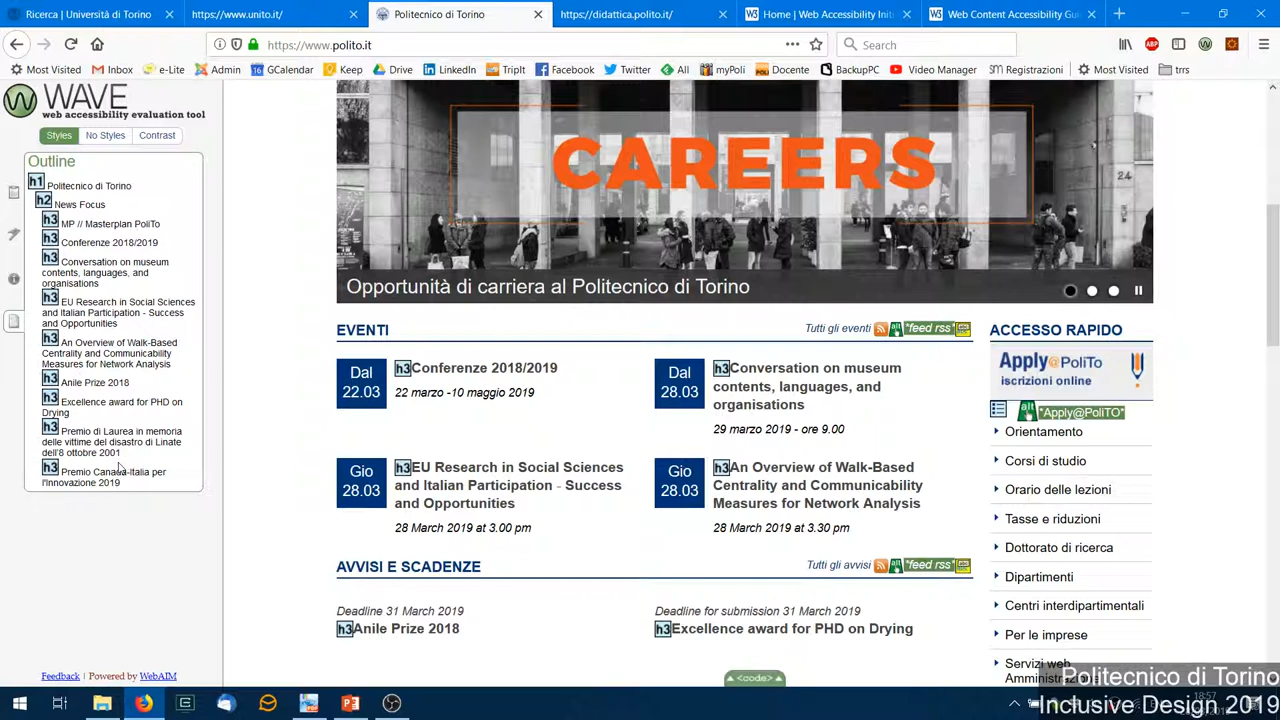 Ricerca | Università di Torino
https://www.unito.it/
Politecnico di Torino
https://didattica.polito.it/
Home | Web Accessibility Init
Web Content Accessibility Gui
https://www.polito.it
Search
Most Visited
Inbox
e-Lite
Admin
GCalendar
Keep
Drive
LinkedIn
TripIt
Facebook
Twitter
All
myPoli
Docente
BackupPC
Video Manager
Registrazioni
Most Visited
trrs
WAVE
web accessibility evaluation tool
Styles
No Styles
Contrast
Outline
h1 Politecnico di Torino
h2 News Focus
h3 MP // Masterplan PoliTo
h3 Conferenze 2018/2019
h3 Conversation on museum
contents, languages, and
organisations
h3 EU Research in Social Sciences
and Italian Participation - Success
and Opportunities
h3 An Overview of Walk-Based
Centrality and Communicability
Measures for Network Analysis
h3 Anile Prize 2018
h3 Excellence award for PHD on
Drying
h3 Premio di Laurea in memoria
delle vittime del disastro di Linate
dell'8 ottobre 2001
h3 Premio Canada-Italia per
l'Innovazione 2019
Feedback | Powered by WebAIM
CAREERS
24
Opportunità di carriera al Politecnico di Torino
EVENTI
Tutti gli eventi
alt
*feed rss*
Dal
22.03
h3 Conferenze 2018/2019
22 marzo -10 maggio 2019
Dal
28.03
h3 Conversation on museum
contents, languages, and
organisations
29 marzo 2019 - ore 9.00
Gio
28.03
h3 EU Research in Social Sciences
and Italian Participation - Success
and Opportunities
28 March 2019 at 3.00 pm
Gio
28.03
h3 An Overview of Walk-Based
Centrality and Communicability
Measures for Network Analysis
28 March 2019 at 3.30 pm
AVVISI E SCADENZE
Tutti gli avvisi
alt
*feed rss*
Deadline 31 March 2019
h3 Anile Prize 2018
Deadline for submission 31 March 2019
h3 Excellence award for PHD on Drying
<code>
ACCESSO RAPIDO
Apply@PoliTo
iscrizioni online
alt
*Apply@PoliTO*
Orientamento
Corsi di studio
Orario delle lezioni
Tasse e riduzioni
Dottorato di ricerca
Dipartimenti
Centri interdipartimentali
Per le imprese
Servizi web
Amministraz
Politecnico di Torino
18:57
Inclusive Design 2019